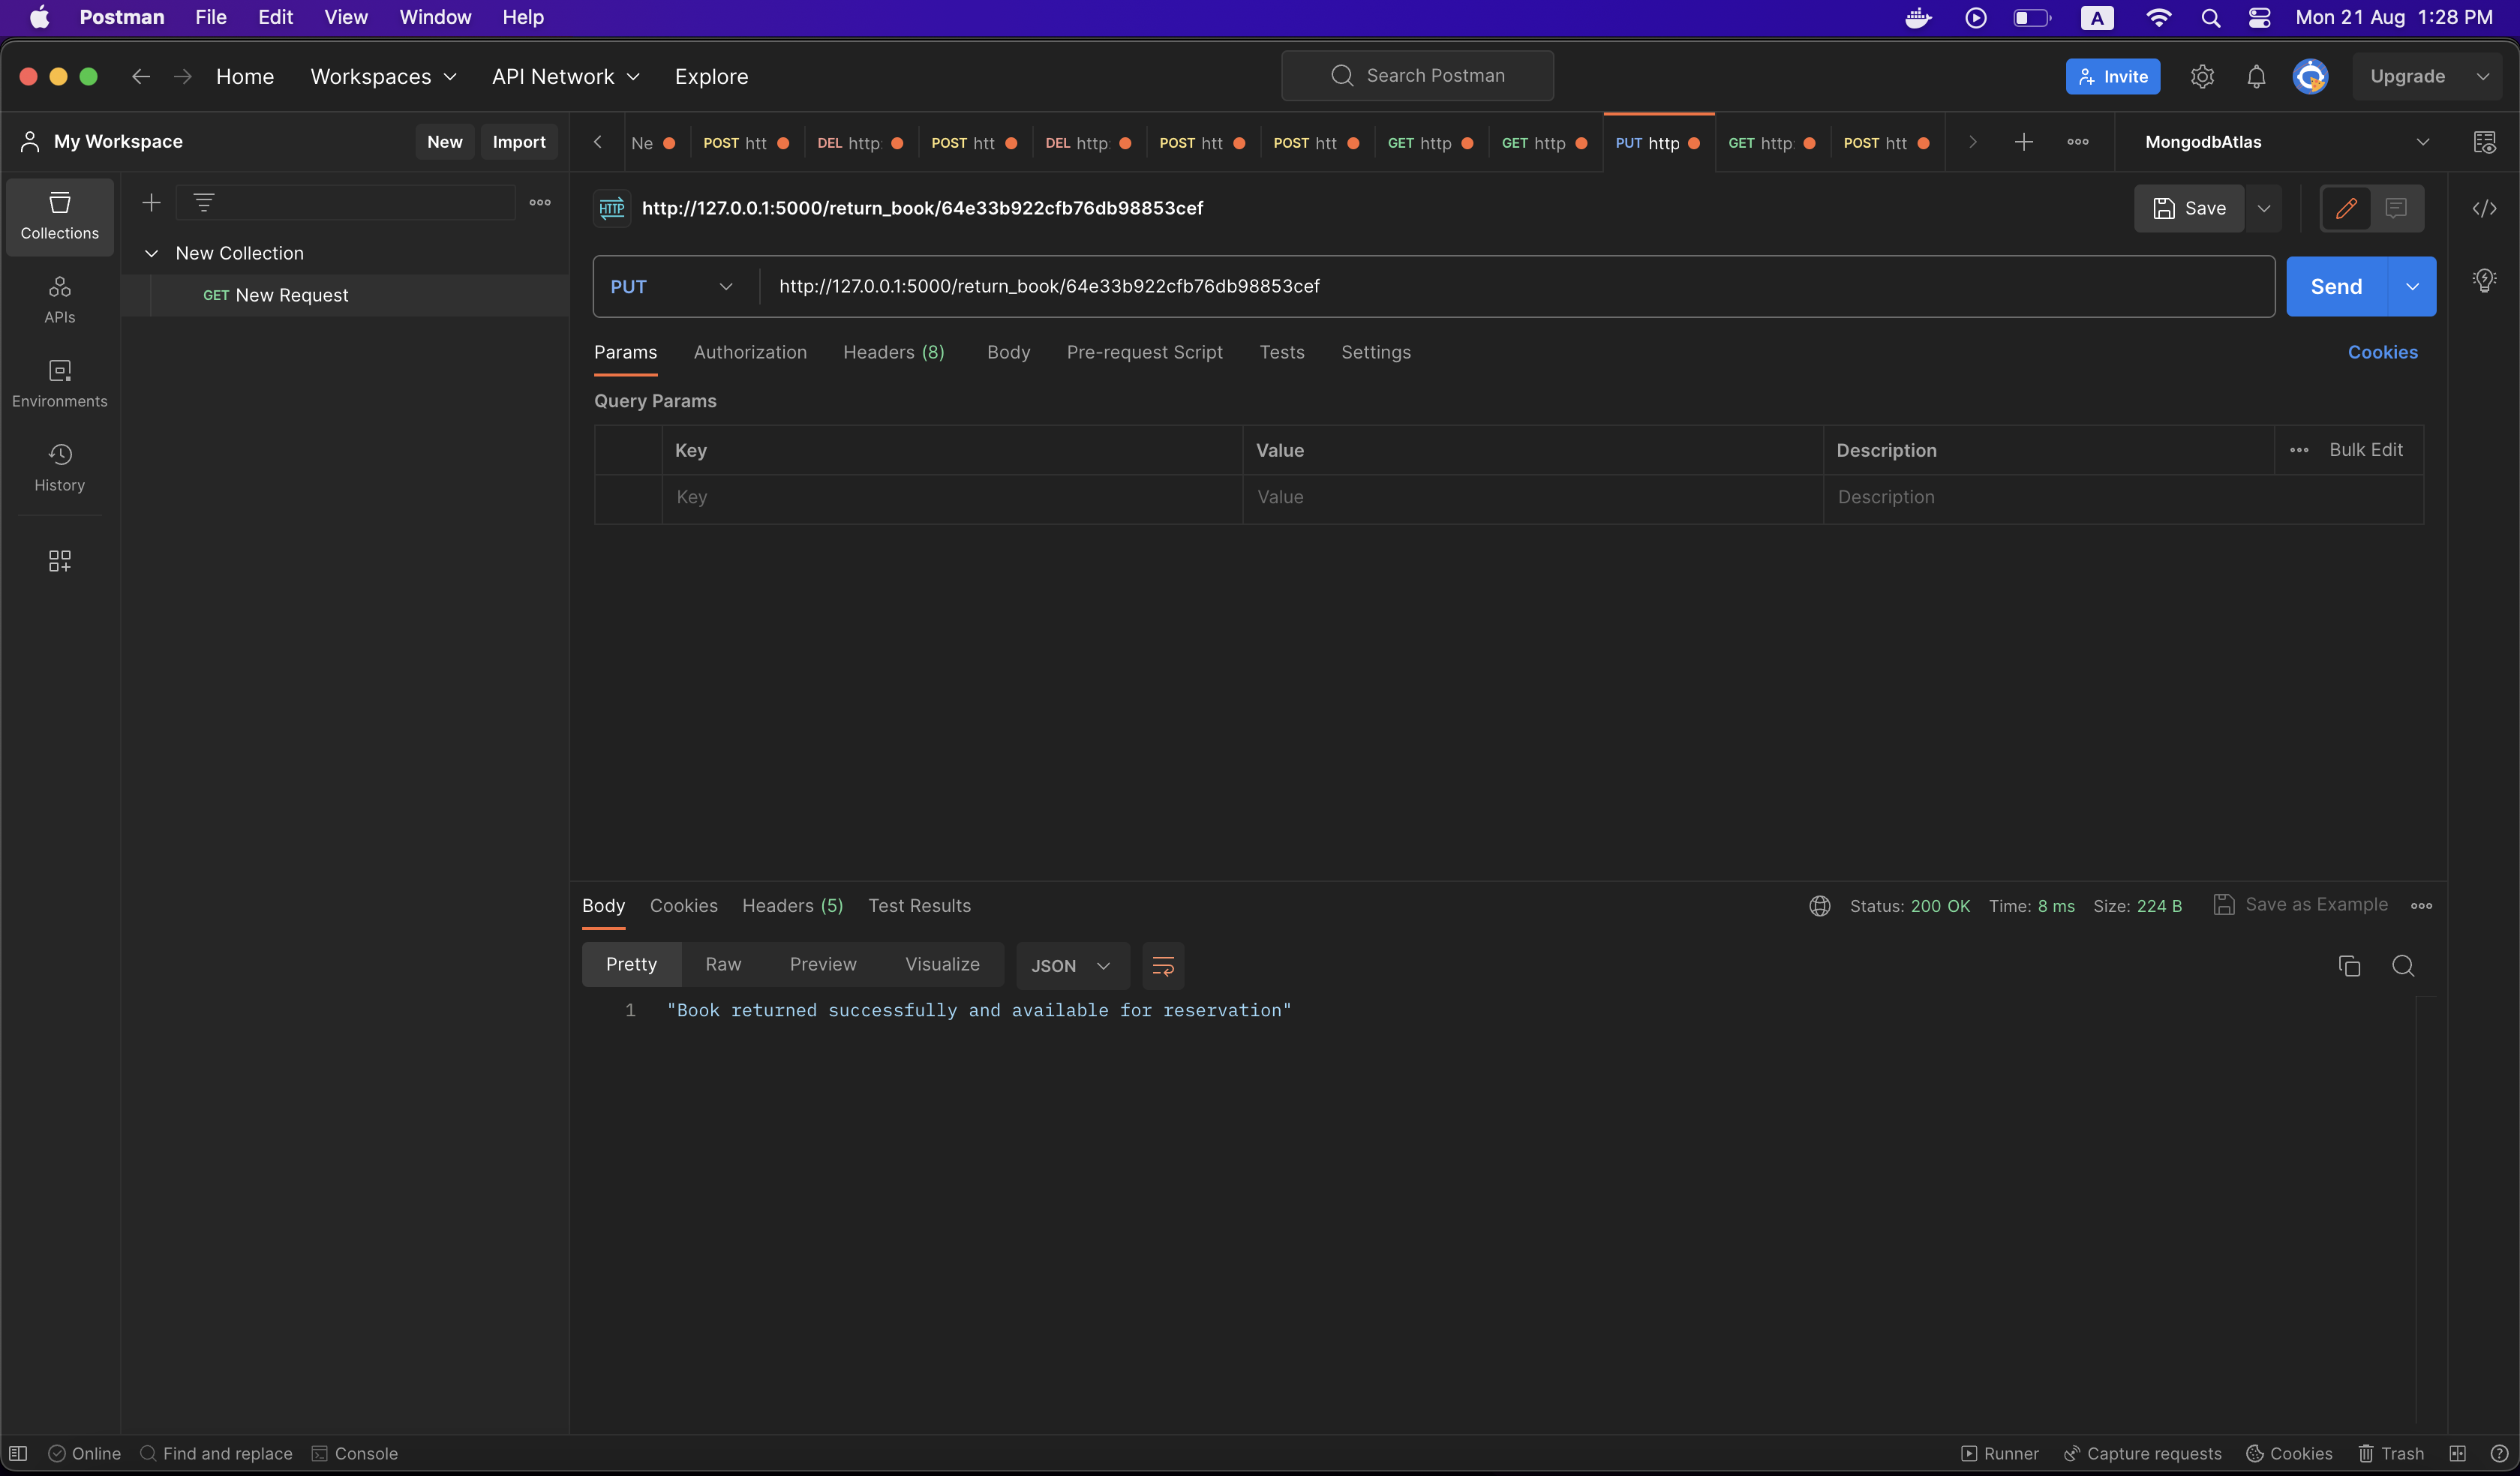 Postman File Edit View Window Help A Mon 21 Aug 1:28 PM
Home Workspaces API Network Explore Search Postman Invite Upgrade
My Workspace New Import Ne POST htt DEL http: POST htt DEL http: POST htt POST htt GET http GET http PUT http GET http: POST htt MongodbAtlas
Collections
HTTP http://127.0.0.1:5000/return_book/64e33b922cfb76db98853cef Save
New Collection
PUT http://127.0.0.1:5000/return_book/64e33b922cfb76db98853cef Send
GET New Request
APIs
Params Authorization Headers (8) Body Pre-request Script Tests Settings Cookies
Environments
Query Params
Key Value Description Bulk Edit
History
Key Value Description
Body Cookies Headers (5) Test Results Status: 200 OK Time: 8 ms Size: 224 B Save as Example
Pretty Raw Preview Visualize JSON
1 "Book returned successfully and available for reservation"
Online Find and replace Console Runner Capture requests Cookies Trash